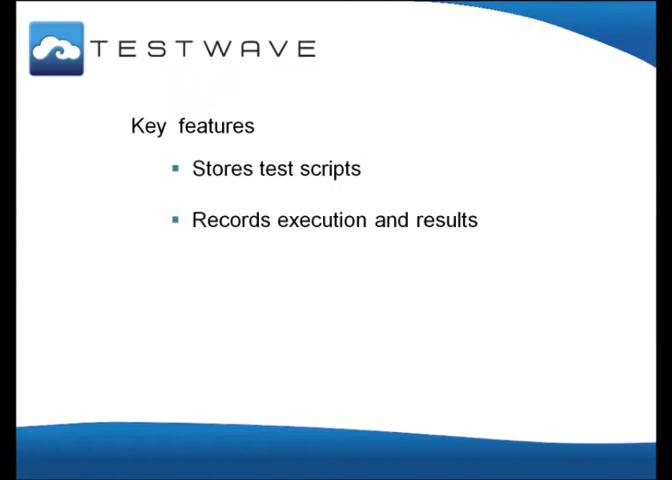 TESTWAVE
Key features
Stores test scripts
Records execution and results